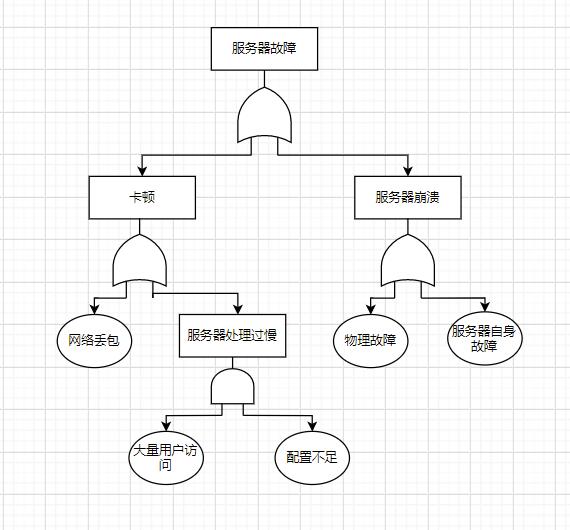 服务器故障
卡顿
服务器崩溃
网络丢包
服务器处理过慢
物理故障
服务器自身
故障
大量用户访
问
配置不足